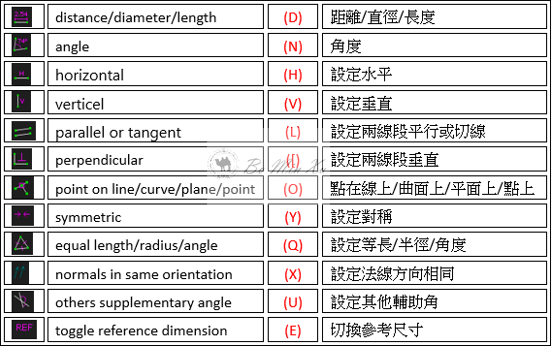 2.54 distance/diameter/length (D) 距離/直徑/長度
angle (N) 角度
H horizontal (H) 設定水平
V verticel (V) 設定垂直
parallel or tangent (L) 設定兩線段平行或切線
perpendicular (I) 設定兩線段垂直
point on line/curve/plane/point (O) 點在線上/曲面上/平面上/點上
symmetric (Y) 設定對稱
equal length/radius/angle (Q) 設定等長/半徑/角度
normals in same orientation (X) 設定法線方向相同
others supplementary angle (U) 設定其他輔助角
REF toggle reference dimension (E) 切換參考尺寸